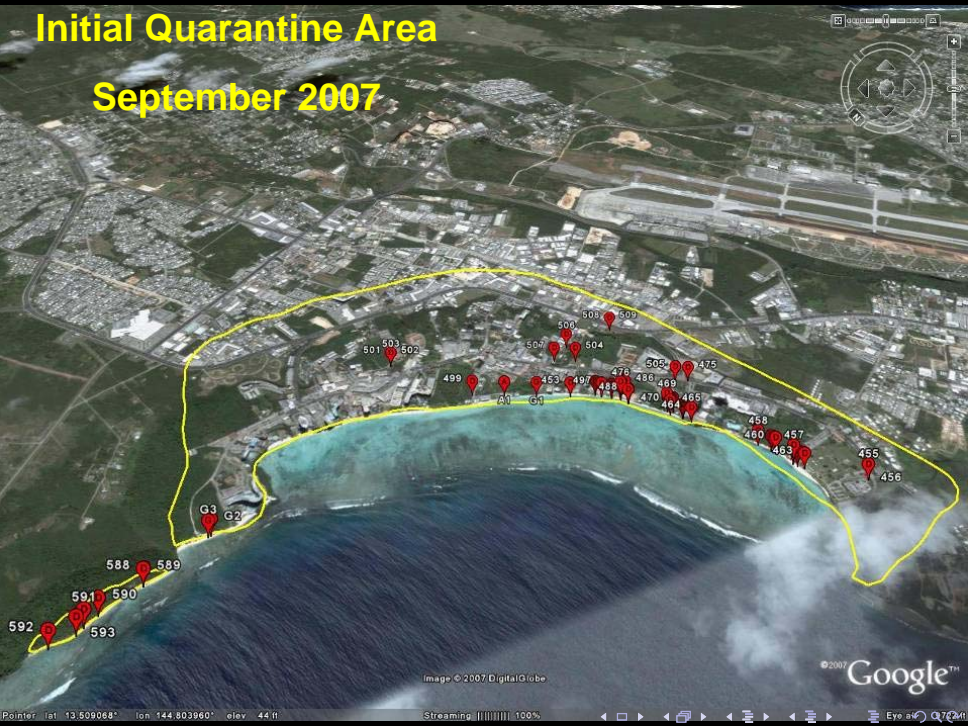 Initial Quarantine Area
September 2007
N
508 509
506
507 504
501 503 502
505 475
499 A1 G1 453 497 488 476 486
469 470 464 465
458
460 457
463
455
456
G3 G2
588 589
591 590
592 593
©2007 Google™
Image © 2007 DigitalGlobe
Pointer lat 13.509068° lon 144.803960° elev 44 ft Streaming |||||||||| 100% Eye alt